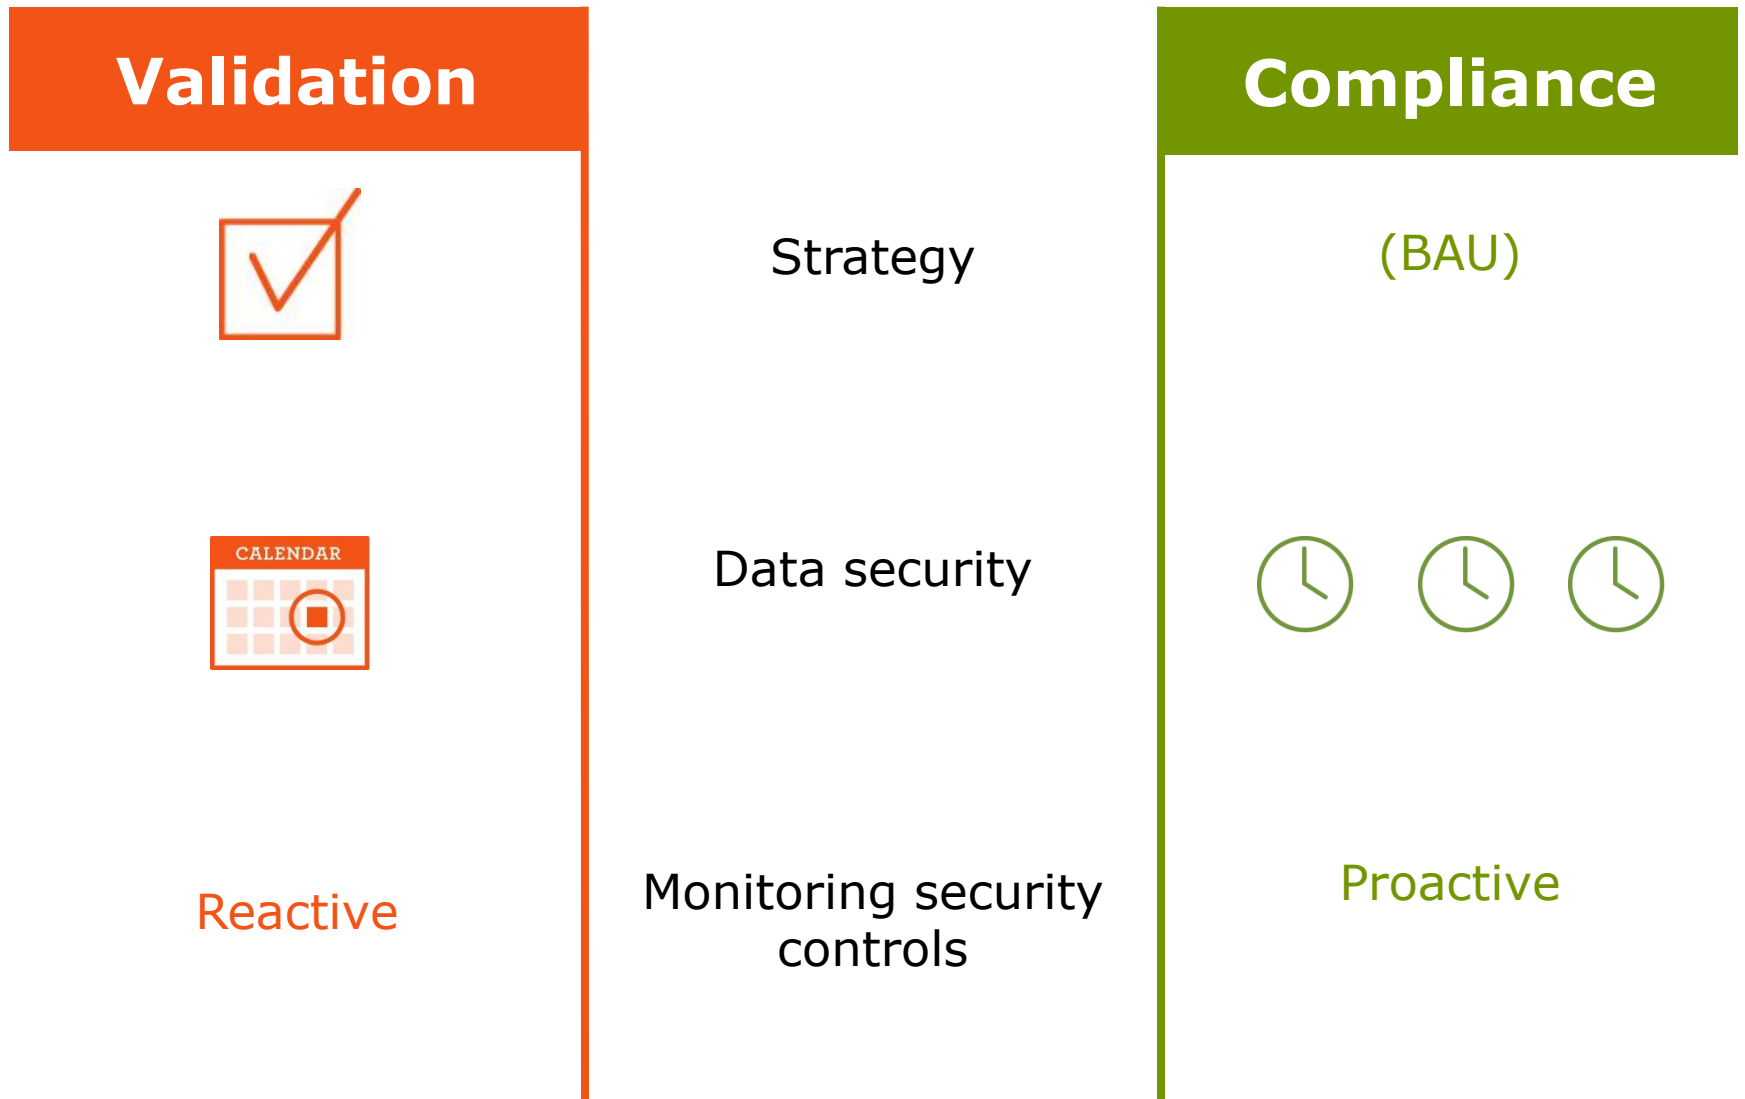 Validation
Compliance
Strategy
(BAU)
CALENDAR
Data security
Reactive
Monitoring security
controls
Proactive